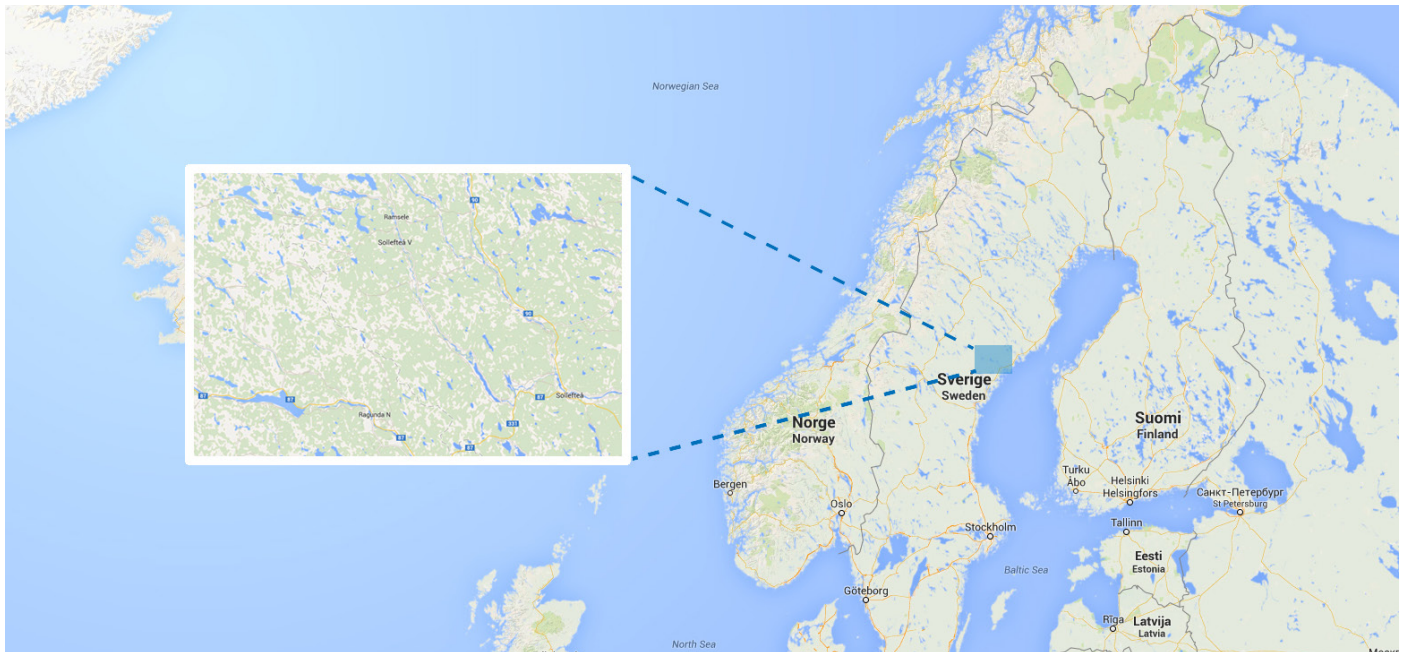 Norwegian Sea
90
Ramsele
Sollefteå V
90
87
87
87
Sollefteå
Ragunda N
331
87
87
Sverige
Sweden
Norge
Norway
Suomi
Finland
Turku
Åbo
Helsinki
Helsingfors
Bergen
Oslo
Санкт-Петербург
St Petersburg
Stockholm
Tallinn
Eesti
Estonia
Baltic Sea
Göteborg
Rīga
Latvija
Latvia
North Sea